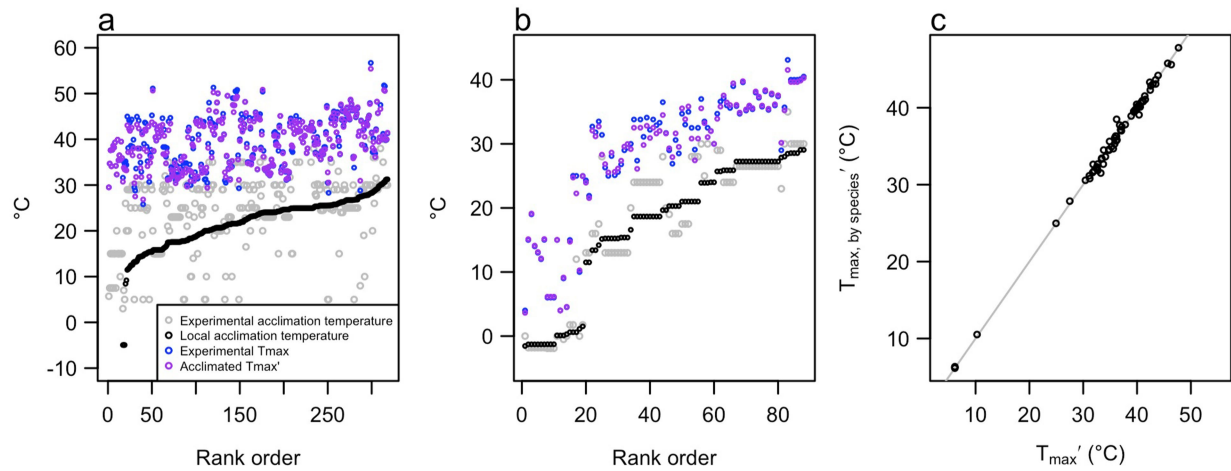 a
60
50
40
30
20
10
0
-10
°C
0 50 150 250
Rank order
Experimental acclimation temperature
Local acclimation temperature
Experimental Tmax
Acclimated Tmax'
b
40
30
20
10
0
°C
0 20 40 60 80
Rank order
c
40
30
20
10
Tmax, by species′ (°C)
10 20 30 40 50
Tmax′ (°C)